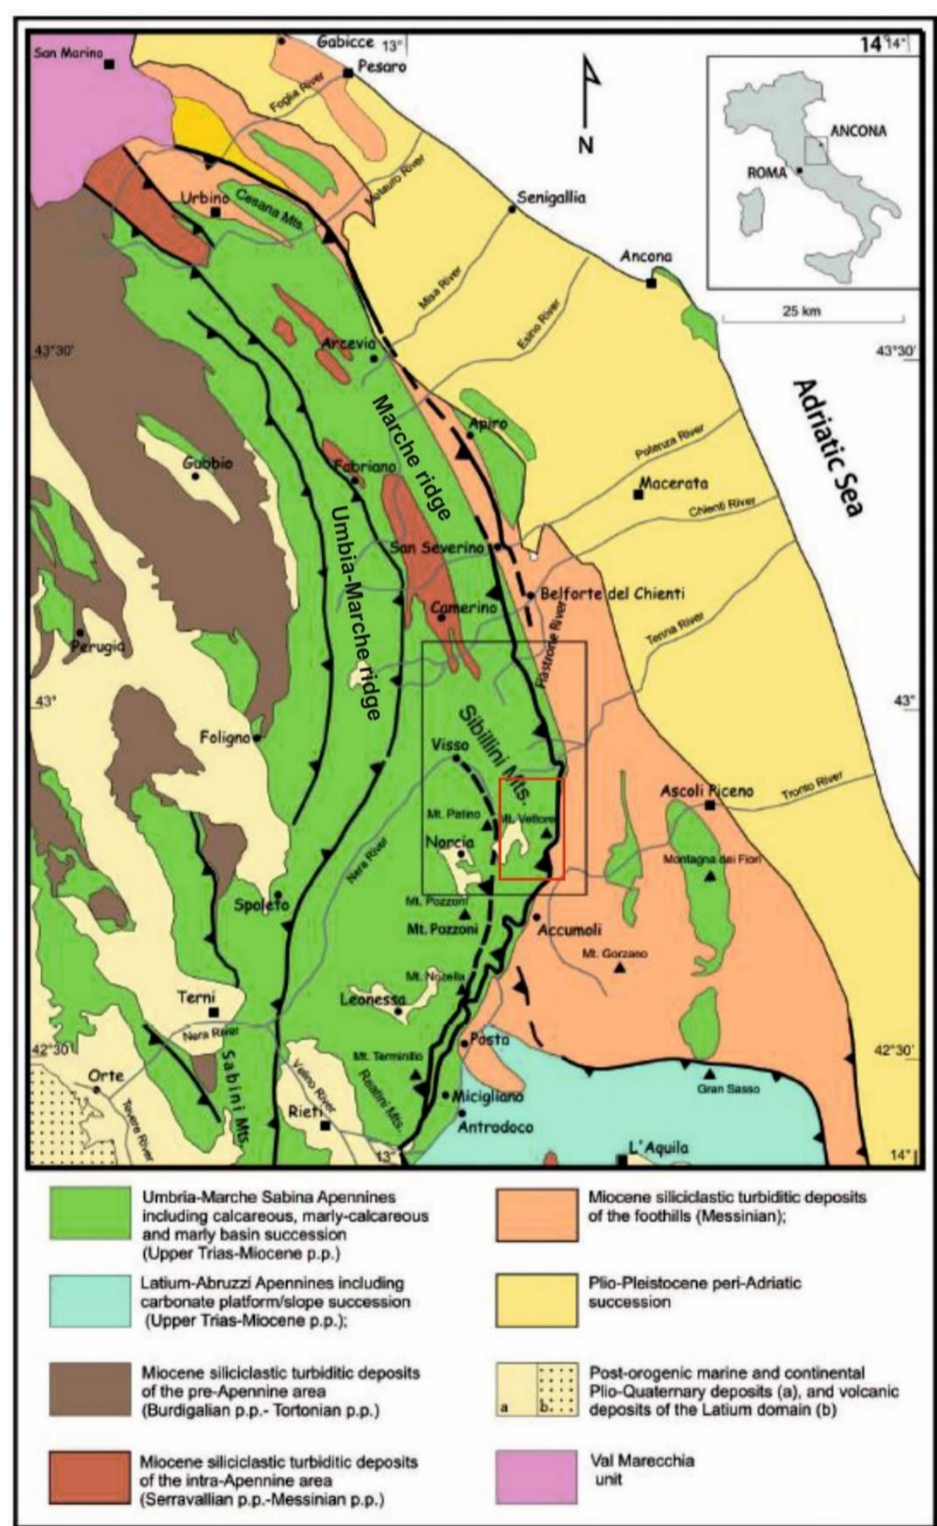 Gabicce
13°
14°14'
San Marino
Pesaro
Foglia River
ANCONA
ROMA
N
Metauro River
Urbino
Cesana Mts.
Senigallia
Ancona
Misa River
Esino River
25 km
43°30'
43°30'
Arcevia
Adriatic Sea
Marche ridge
Apiro
Potenza River
Gubbio
Fabriano
Macerata
Chienti River
Umbia-Marche ridge
San Severino
Belforte del Chienti
Camerino
Fiastrone River
Tenna River
Perugia
43°
43°
Sibillini Mts.
Foligno
Visso
Ascoli Piceno
Tronto River
Mt. Patino
Mt. Vettore
Norcia
Nera River
Montagna dei Fiori
Spoleto
Mt. Pozzoni
Mt. Pozzoni
Accumoli
Mt. Gorzano
Mt. Nozella
Terni
Leonessa
Nera River
Posta
42°30'
42°30'
Mt. Terminillo
Orte
Sabini Mts.
Velino River
Reatini Mts.
Gran Sasso
Micigliano
Tevere River
Rieti
Antrodoco
L'Aquila
13°
14°
Umbria-Marche Sabina Apennines
including calcareous, marly-calcareous
and marly basin succession
(Upper Trias-Miocene p.p.)
Latium-Abruzzi Apennines including
carbonate platform/slope succession
(Upper Trias-Miocene p.p.);
Miocene siliciclastic turbiditic deposits
of the pre-Apennine area
(Burdigalian p.p.- Tortonian p.p.)
Miocene siliciclastic turbiditic deposits
of the intra-Apennine area
(Serravallian p.p.-Messinian p.p.)
Miocene siliciclastic turbiditic deposits
of the foothills (Messinian);
Plio-Pleistocene peri-Adriatic
succession
a
b
Post-orogenic marine and continental
Plio-Quaternary deposits (a), and volcanic
deposits of the Latium domain (b)
Val Marecchia
unit